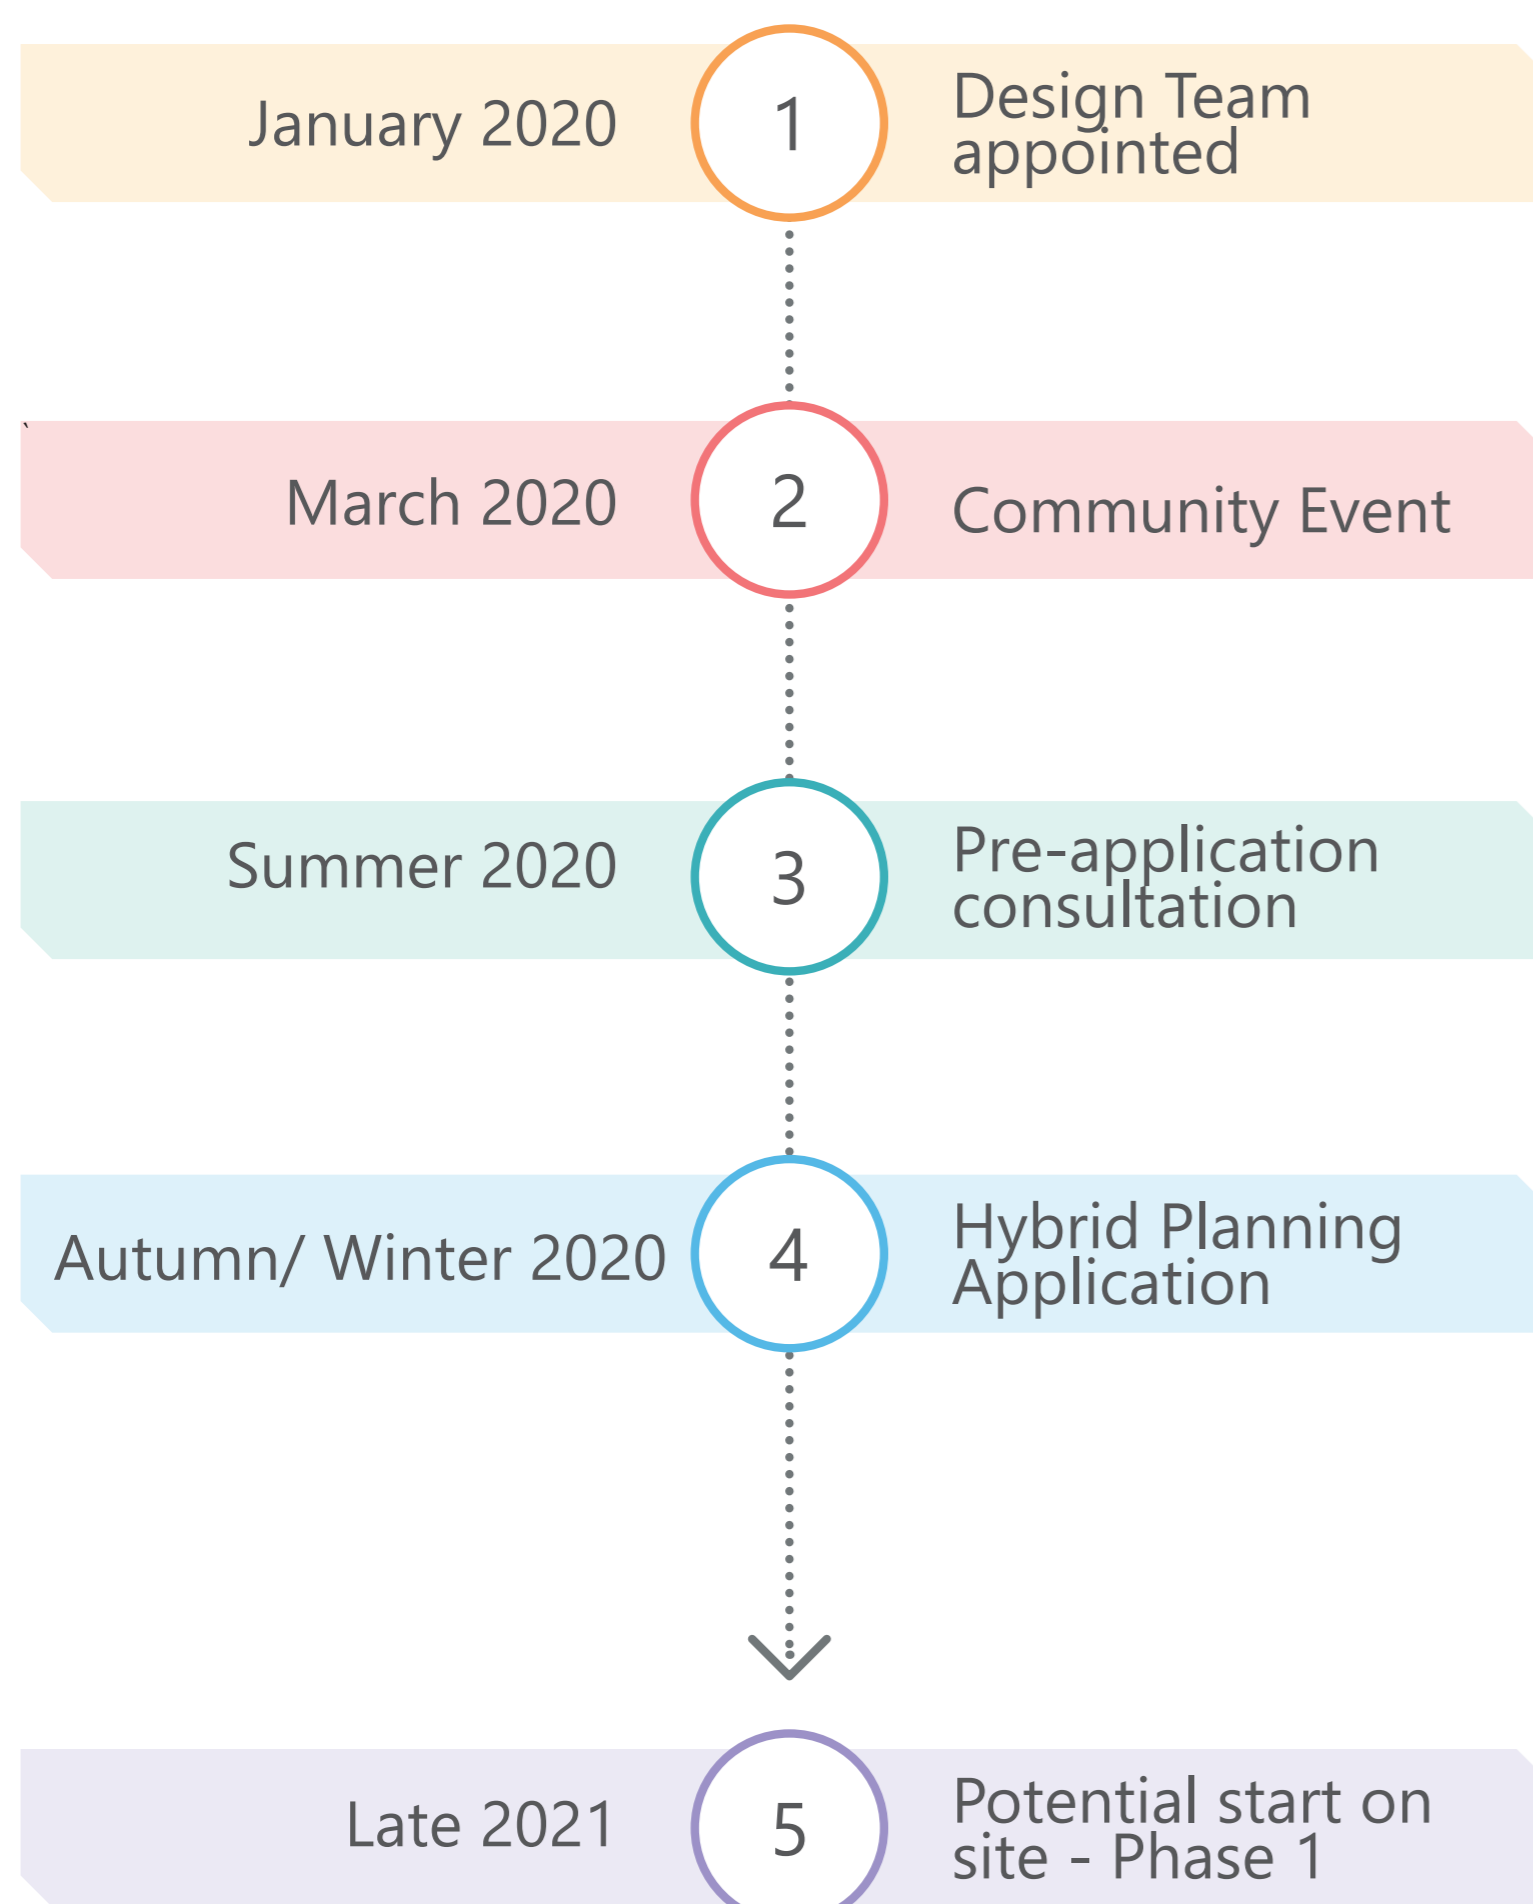 January 2020
1
Design Team
appointed
`
March 2020
2
Community Event
Summer 2020
3
Pre-application
consultation
Autumn/ Winter 2020
4
Hybrid Planning
Application
Late 2021
5
Potential start on
site - Phase 1